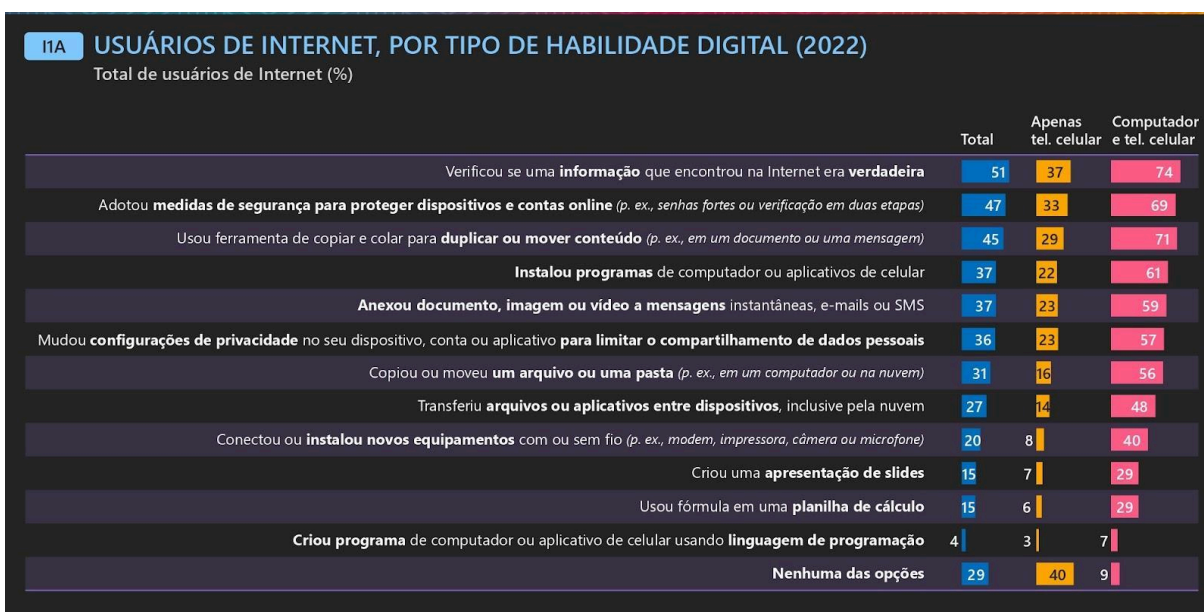 I1A USUÁRIOS DE INTERNET, POR TIPO DE HABILIDADE DIGITAL (2022)
Total de usuários de Internet (%)
Total Apenas tel. celular Computador e tel. celular
Verificou se uma informação que encontrou na Internet era verdadeira 51 37 74
Adotou medidas de segurança para proteger dispositivos e contas online (p. ex., senhas fortes ou verificação em duas etapas) 47 33 69
Usou ferramenta de copiar e colar para duplicar ou mover conteúdo (p. ex., em um documento ou uma mensagem) 45 29 71
Instalou programas de computador ou aplicativos de celular 37 22 61
Anexou documento, imagem ou vídeo a mensagens instantâneas, e-mails ou SMS 37 23 59
Mudou configurações de privacidade no seu dispositivo, conta ou aplicativo para limitar o compartilhamento de dados pessoais 36 23 57
Copiou ou moveu um arquivo ou uma pasta (p. ex., em um computador ou na nuvem) 31 16 56
Transferiu arquivos ou aplicativos entre dispositivos, inclusive pela nuvem 27 14 48
Conectou ou instalou novos equipamentos com ou sem fio (p. ex., modem, impressora, câmera ou microfone) 20 8 40
Criou uma apresentação de slides 15 7 29
Usou fórmula em uma planilha de cálculo 15 6 29
Criou programa de computador ou aplicativo de celular usando linguagem de programação 4 3 7
Nenhuma das opções 29 40 9